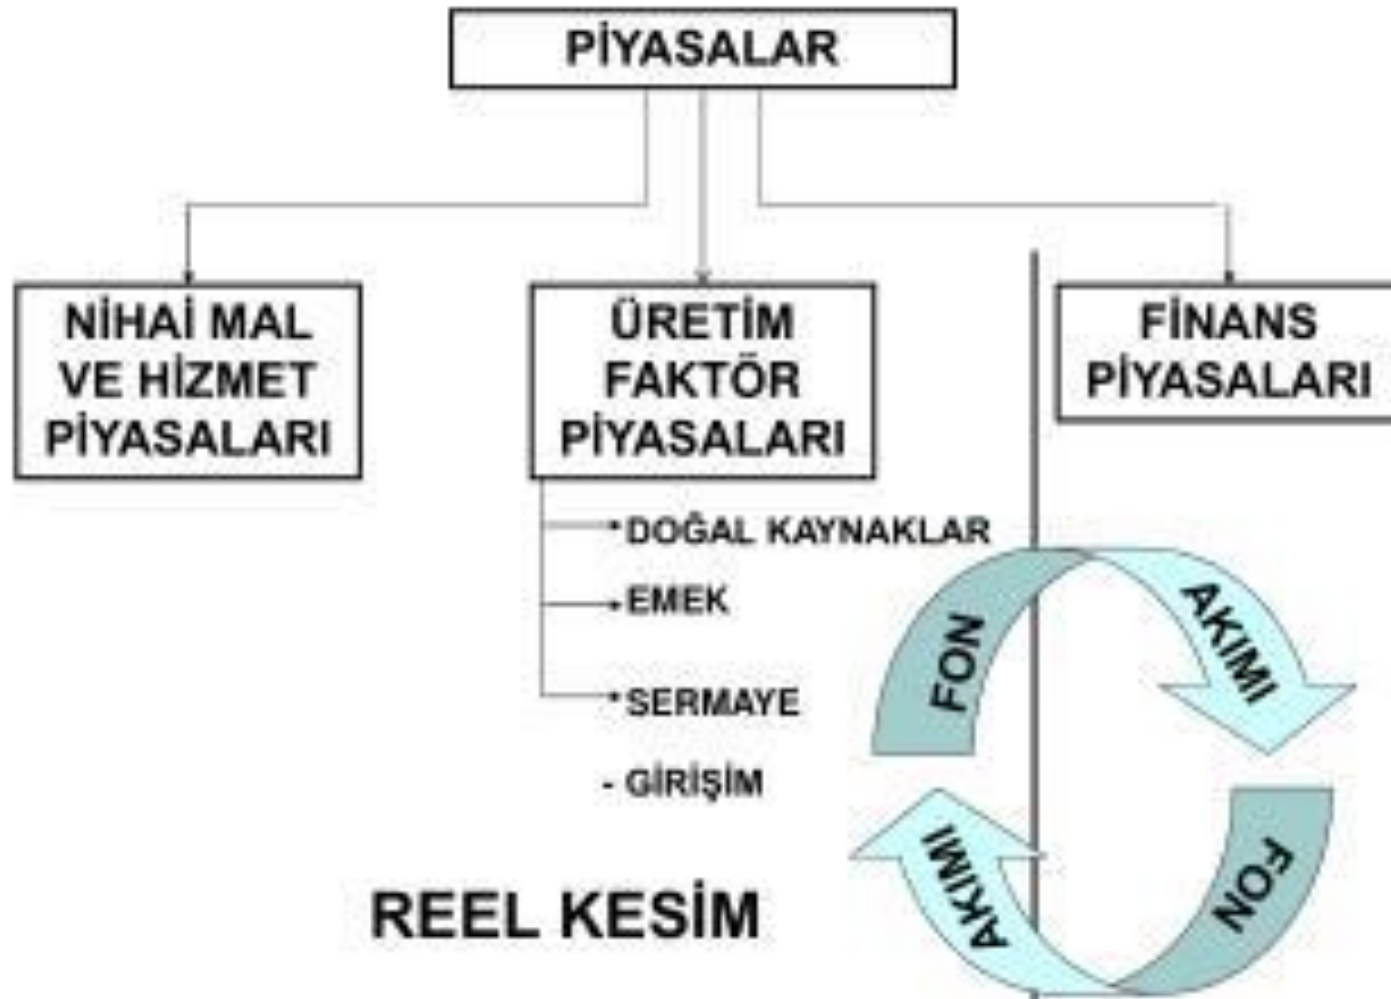 PİYASALAR
NİHAİ MAL
VE HİZMET
PİYASALARI
ÜRETİM
FAKTÖR
PİYASALARI
FİNANS
PİYASALARI
DOĞAL KAYNAKLAR
EMEK
SERMAYE
- GİRİŞİM
REEL KESİM
FON
AKIMI
FON
AKIMI